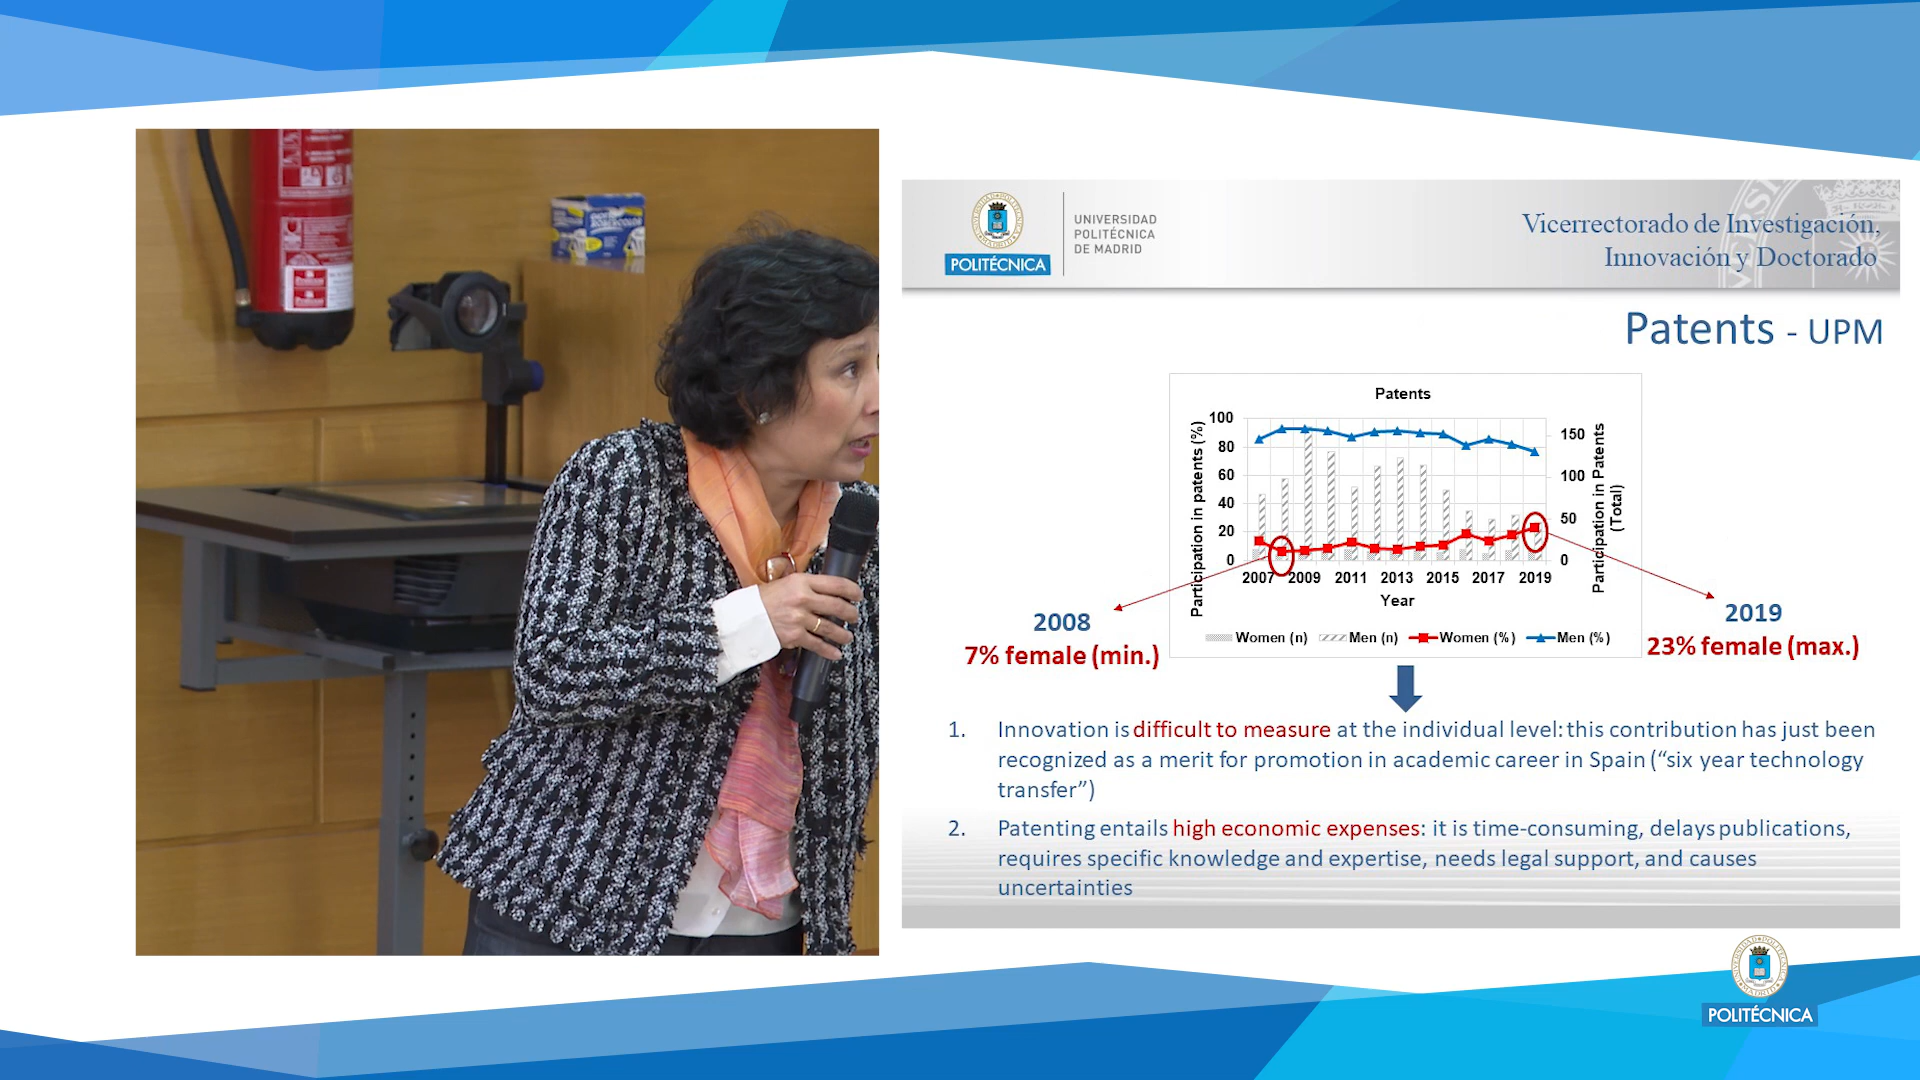 UNIVERSIDAD
POLITÉCNICA
DE MADRID
POLITÉCNICA
Vicerrectorado de Investigación,
Innovación y Doctorado
Patents - UPM
Patents
Participation in patents (%)
100
80
60
40
20
0
150
100
50
0
Participation in Patents
(Total)
2007 2009 2011 2013 2015 2017 2019
Year
Women (n) Men (n) Women (%) Men (%)
2008
7% female (min.)
2019
23% female (max.)
1. Innovation is difficult to measure at the individual level: this contribution has just been
recognized as a merit for promotion in academic career in Spain (“six year technology
transfer”)
2. Patenting entails high economic expenses: it is time-consuming, delays publications,
requires specific knowledge and expertise, needs legal support, and causes
uncertainties
POLITÉCNICA